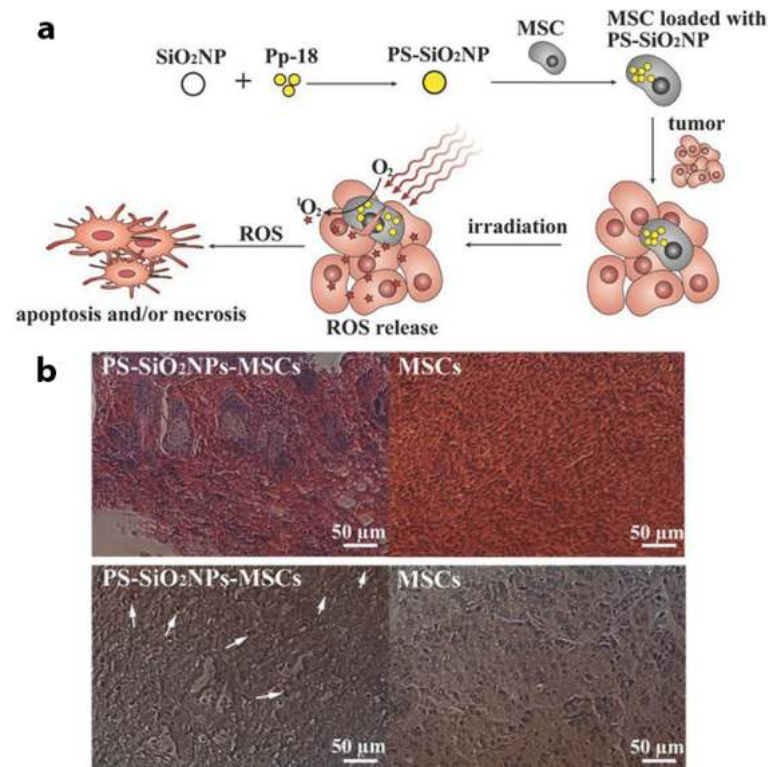 a
SiO₂NP + Pp-18
PS-SiO₂NP
MSC
MSC loaded with
PS-SiO₂NP
tumor
irradiation
O₂
¹O₂
ROS release
ROS
apoptosis and/or necrosis
b
PS-SiO₂NPs-MSCs
50 µm
MSCs
50 µm
PS-SiO₂NPs-MSCs
50 µm
MSCs
50 µm